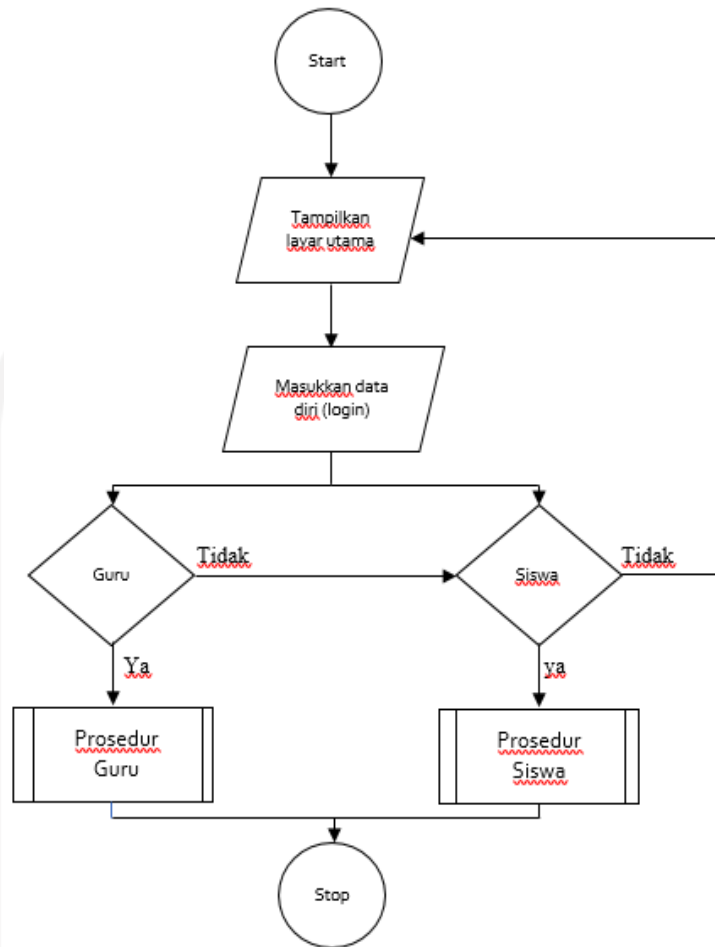 Start
Tampilkan
layar utama
Masukkan data
diri (login)
Guru
Tidak
Siswa
Tidak
Ya
ya
Prosedur
Guru
Prosedur
Siswa
Stop